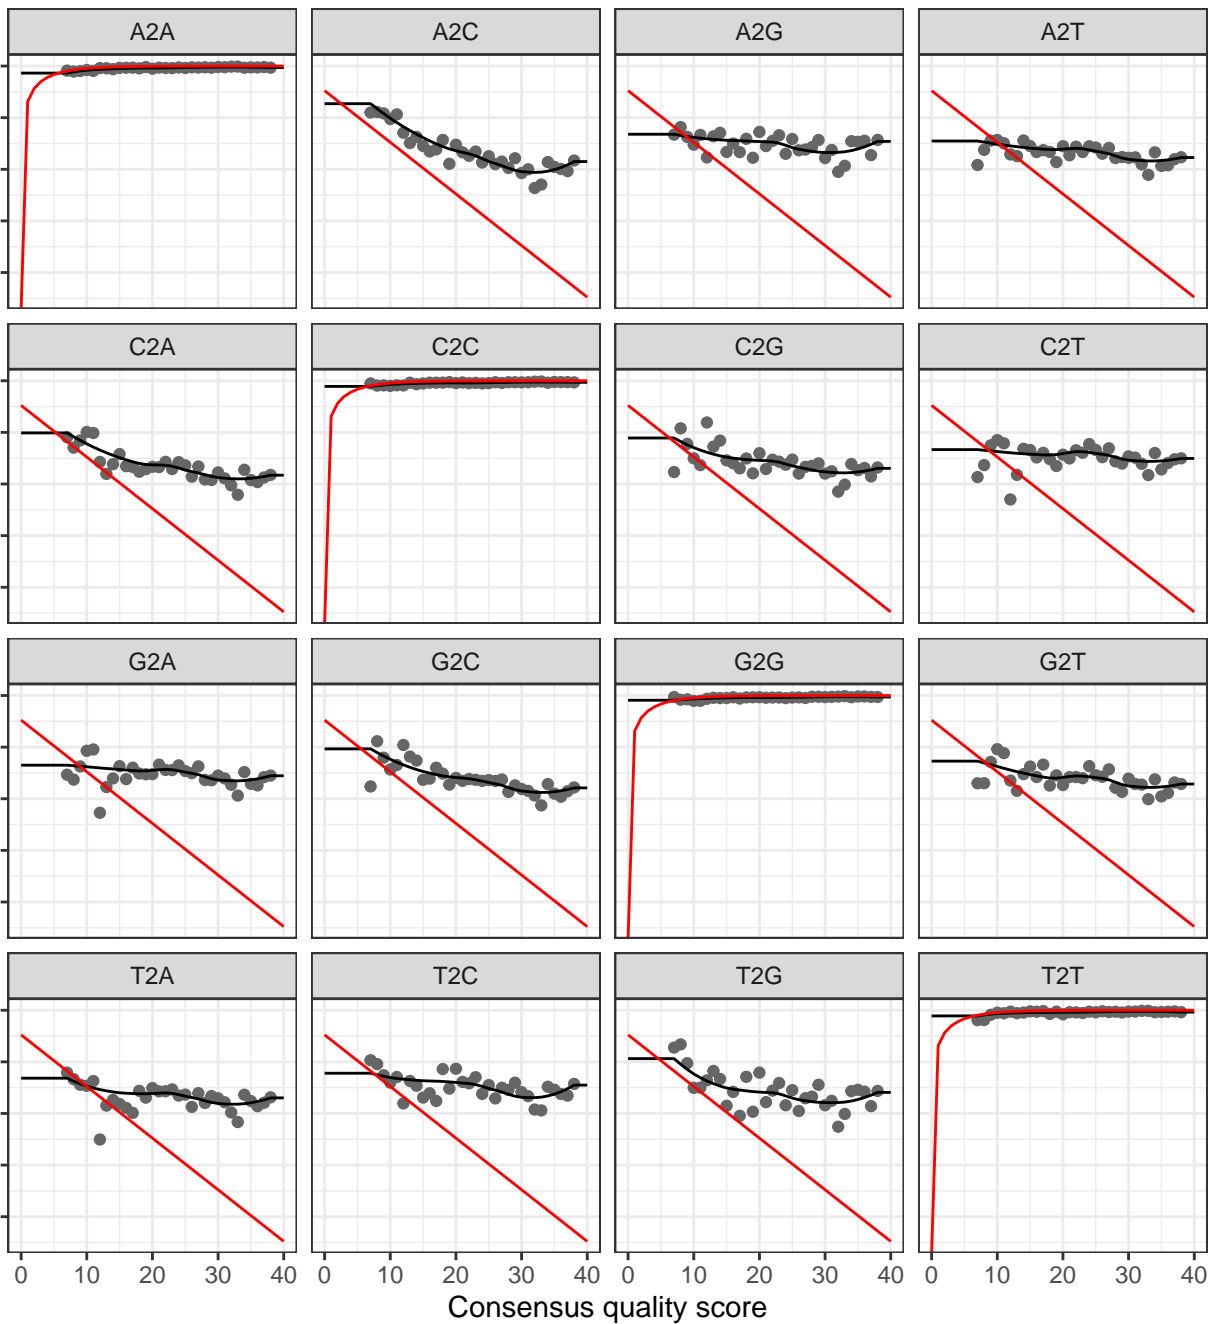 A2A A2C A2G A2T
C2A C2C C2G C2T
G2A G2C G2G G2T
T2A T2C T2G T2T
0 10 20 30 40 0 10 20 30 40 0 10 20 30 40 0 10 20 30 40
Consensus quality score